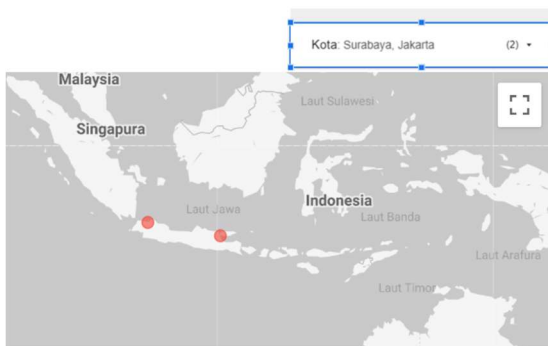 Kota: Surabaya, Jakarta (2)
Malaysia
Laut Sulawesi
Singapura
Indonesia
Laut Jawa
Laut Banda
Laut Arafura
Laut Timor